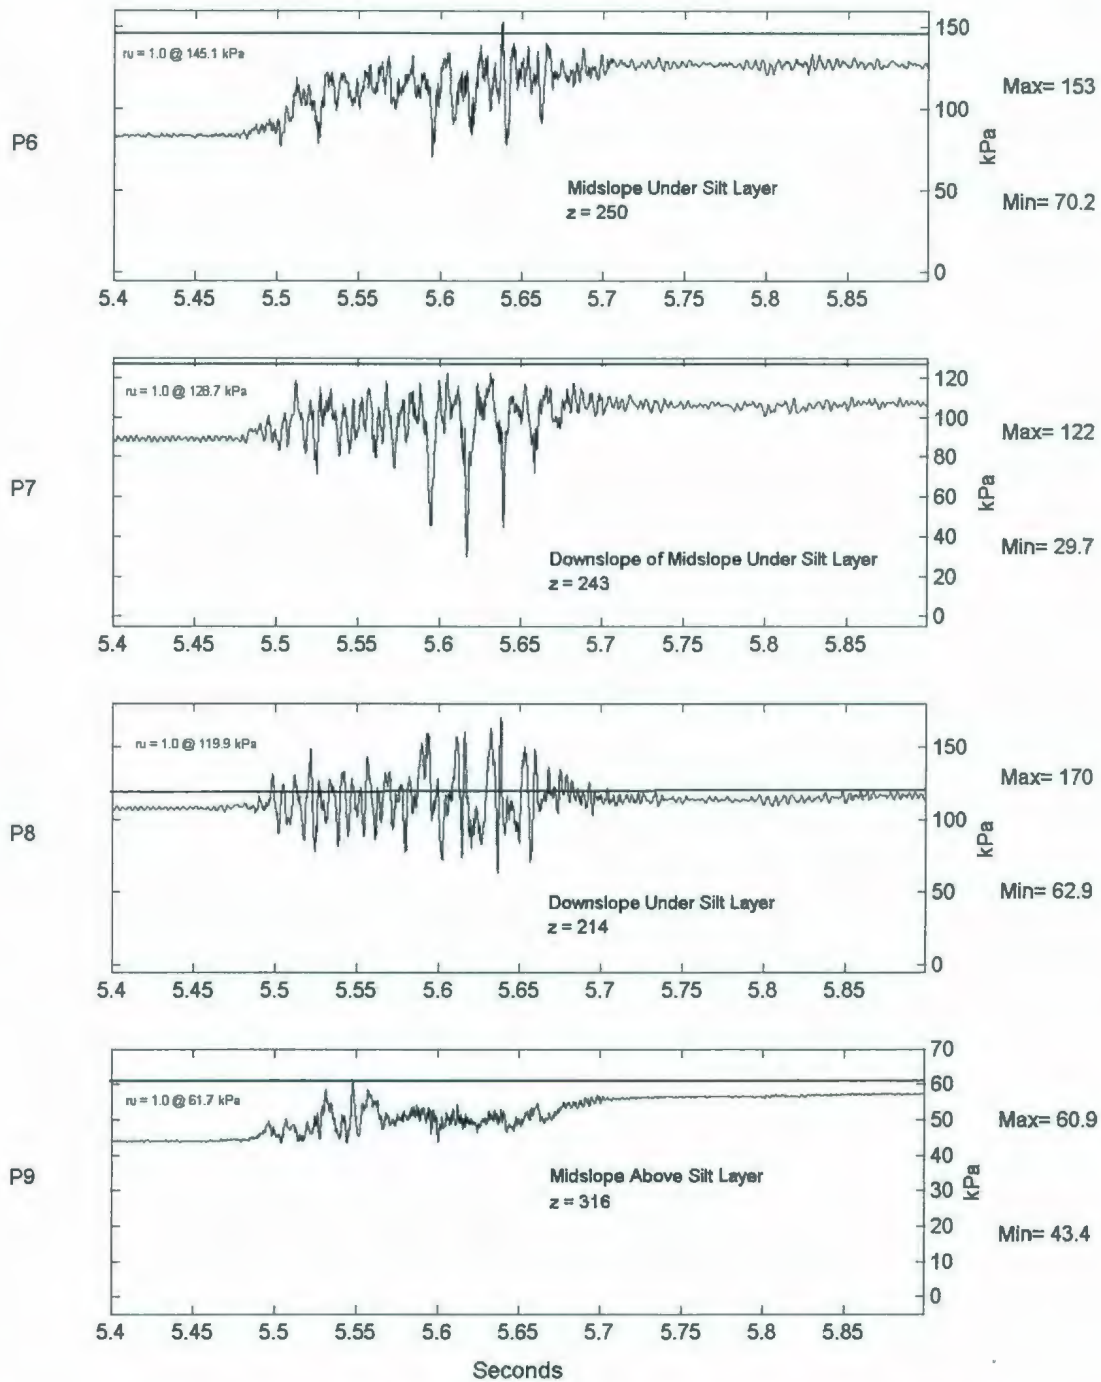 P6
ru = 1.0 @ 145.1 kPa
Midslope Under Silt Layer
z = 250
150
100
50
0
kPa
Max= 153
Min= 70.2
5.4 5.45 5.5 5.55 5.6 5.65 5.7 5.75 5.8 5.85
P7
ru = 1.0 @ 128.7 kPa
Downslope of Midslope Under Silt Layer
z = 243
120
100
80
60
40
20
0
kPa
Max= 122
Min= 29.7
5.4 5.45 5.5 5.55 5.6 5.65 5.7 5.75 5.8 5.85
P8
ru = 1.0 @ 119.9 kPa
Downslope Under Silt Layer
z = 214
150
100
50
0
kPa
Max= 170
Min= 62.9
5.4 5.45 5.5 5.55 5.6 5.65 5.7 5.75 5.8 5.85
P9
ru = 1.0 @ 61.7 kPa
Midslope Above Silt Layer
z = 316
70
60
50
40
30
20
10
0
kPa
Max= 60.9
Min= 43.4
5.4 5.45 5.5 5.55 5.6 5.65 5.7 5.75 5.8 5.85
Seconds